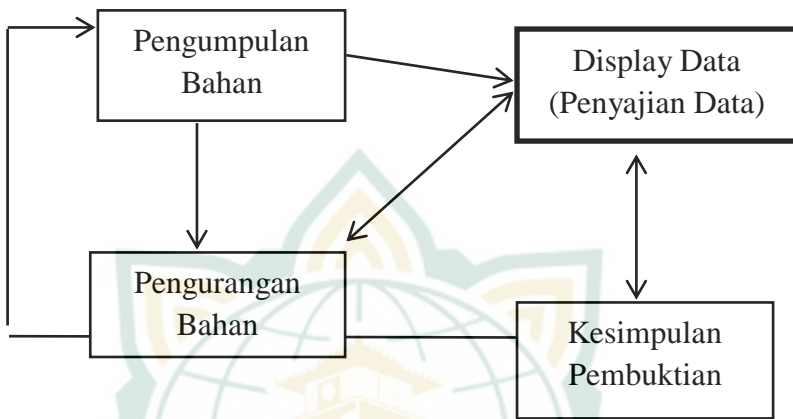 Pengumpulan
Bahan
Display Data
(Penyajian Data)
Pengurangan
Bahan
Kesimpulan
Pembuktian